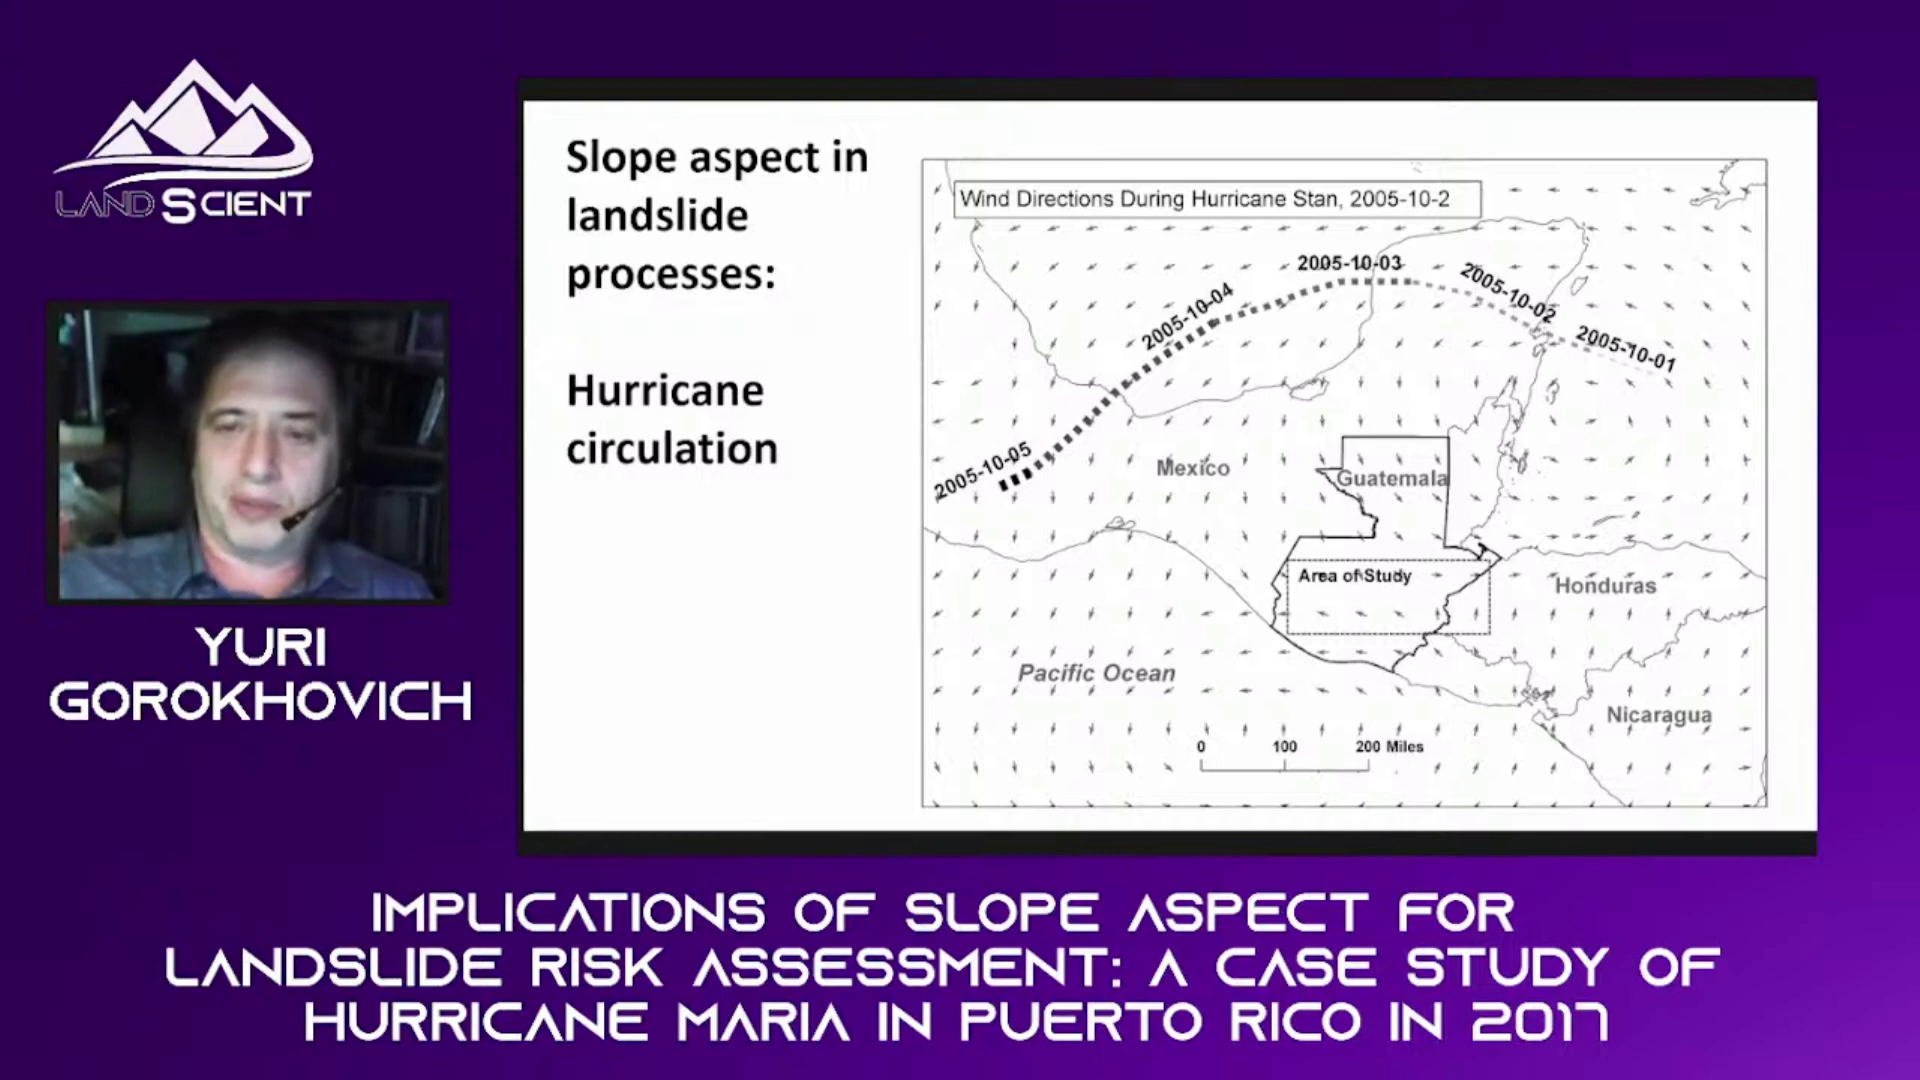 LANDSCIENT
YURI
GOROKHOVICH
Slope aspect in
landslide
processes:
Hurricane
circulation
Wind Directions During Hurricane Stan, 2005-10-2
2005-10-03
2005-10-02
2005-10-04
2005-10-01
2005-10-05
Mexico
Guatemala
Area of Study
Honduras
Pacific Ocean
Nicaragua
0 100 200 Miles
IMPLICATIONS OF SLOPE ASPECT FOR
LANDSLIDE RISK ASSESSMENT: A CASE STUDY OF
HURRICANE MARIA IN PUERTO RICO IN 2017